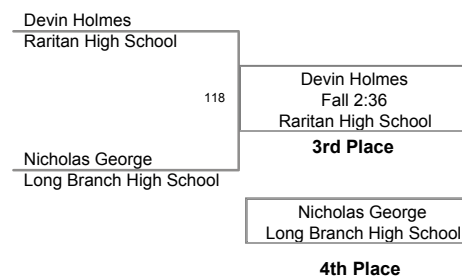 Devin Holmes
Raritan High School
118
Devin Holmes
Fall 2:36
Raritan High School
3rd Place
Nicholas George
Long Branch High School
Nicholas George
Long Branch High School
4th Place